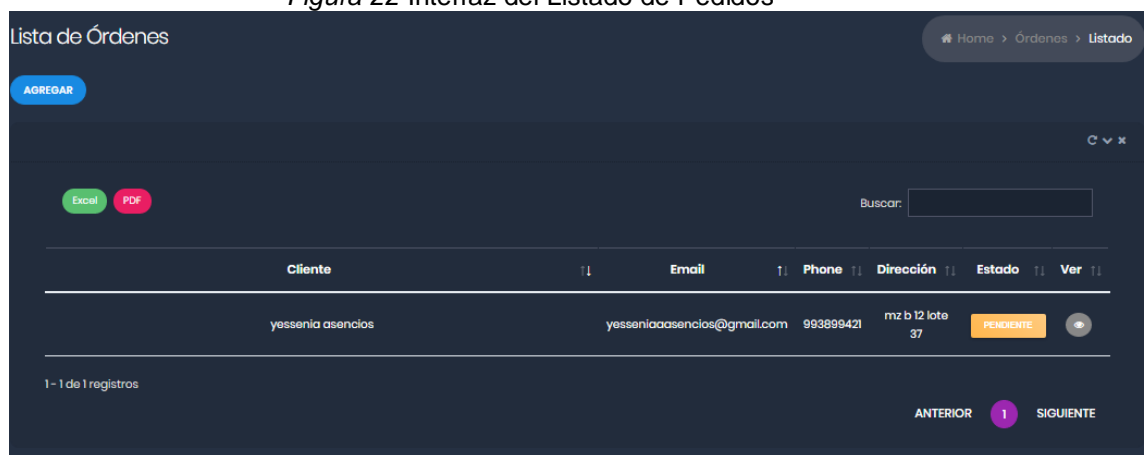 Figura 22 Interfaz del Listado de Pedidos
Lista de Órdenes
Home > Órdenes > Listado
AGREGAR
Excel PDF
Buscar:
Cliente Email Phone Dirección Estado Ver
yessenia asencios yesseniaaasencios@gmail.com 993899421 mz b 12 lote 37 PENDIENTE
1 - 1 de 1 registros
ANTERIOR 1 SIGUIENTE